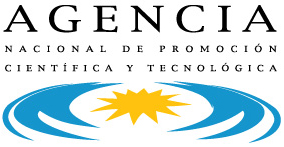 AGENCIA
NACIONAL DE PROMOCIÓN
CIENTÍFICA Y TECNOLÓGICA